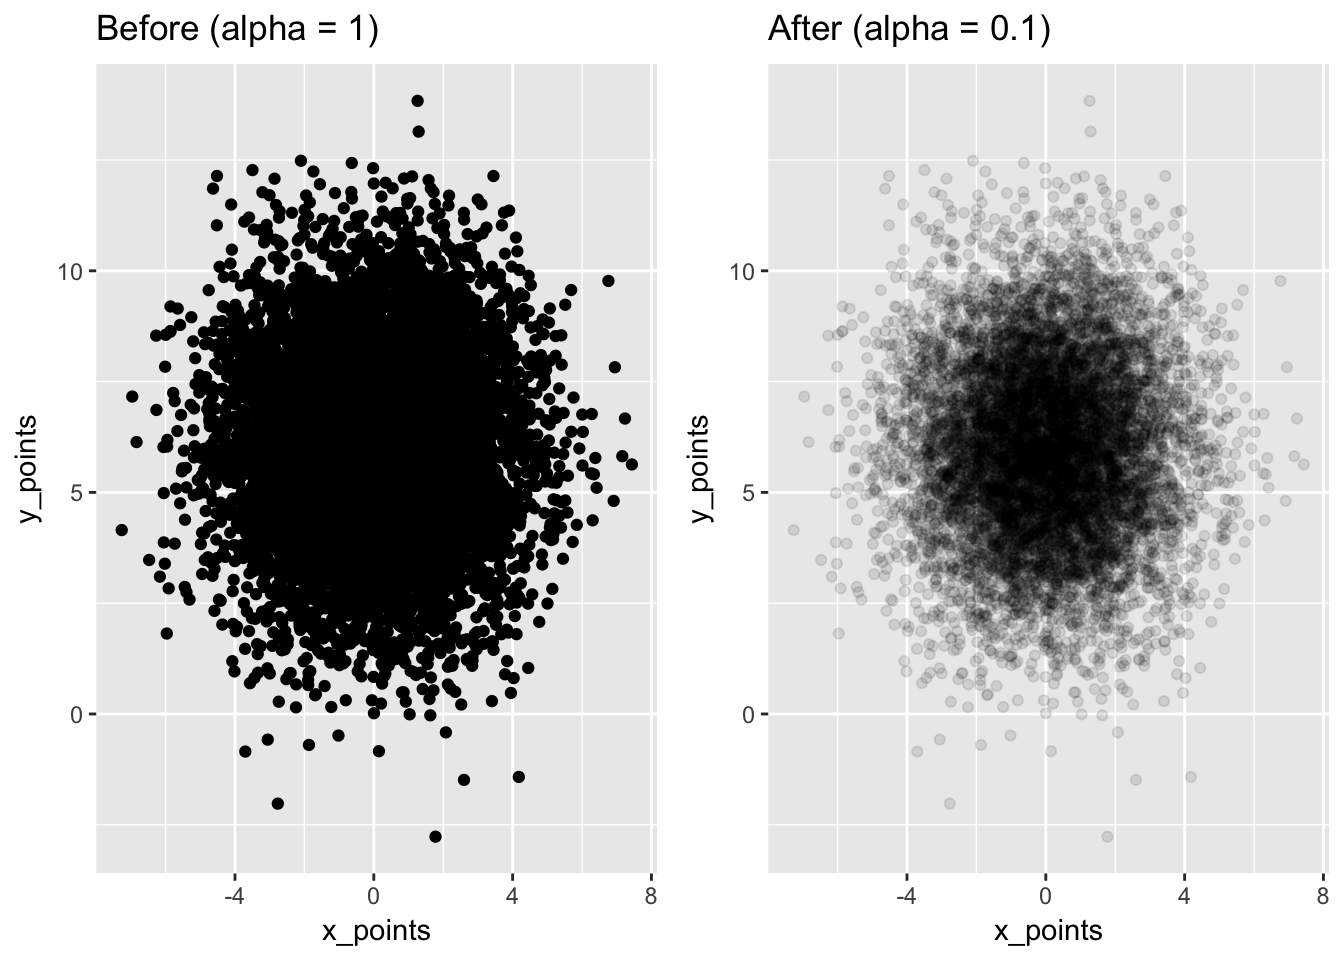 Before (alpha = 1)
10
5
0
y_points
-4 0 4 8
x_points
After (alpha = 0.1)
10
5
0
y_points
-4 0 4 8
x_points